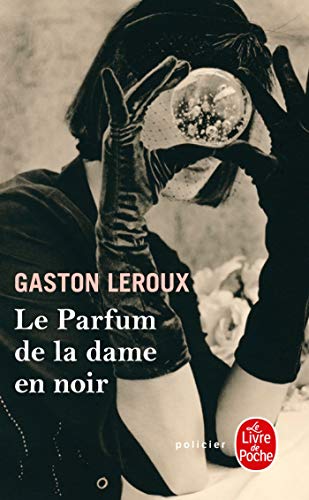 GASTON LEROUX
Le Parfum
de la dame
en noir
policier
Le
Livre
de
Poche